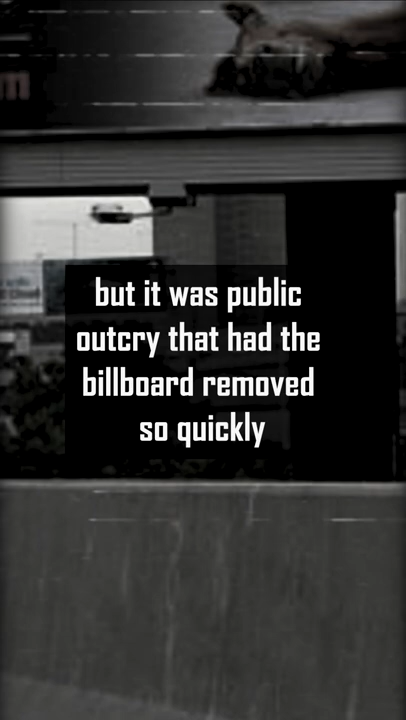 but it was public
outcry that had the
billboard removed
so quickly